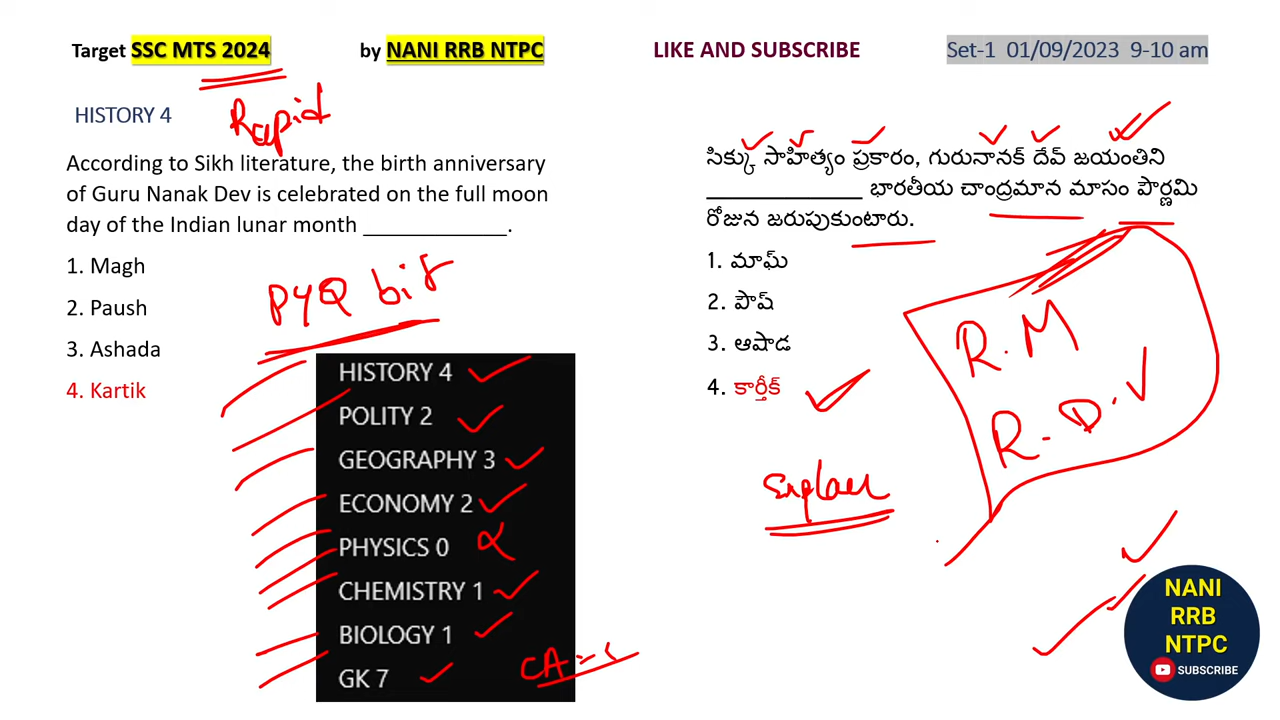 Target SSC MTS 2024 by NANI RRB NTPC LIKE AND SUBSCRIBE Set-1 01/09/2023 9-10 am
HISTORY 4
Rapid
According to Sikh literature, the birth anniversary
of Guru Nanak Dev is celebrated on the full moon
day of the Indian lunar month ____________.
1. Magh
2. Paush
3. Ashada
4. Kartik
PYQ bit
HISTORY 4
POLITY 2
GEOGRAPHY 3
ECONOMY 2
PHYSICS 0
CHEMISTRY 1
BIOLOGY 1
GK 7
CA =
సిక్కు సాహిత్యం ప్రకారం, గురునానక్ దేవ్ జయంతిని
_____________ భారతీయ చాంద్రమాన మాసం పౌర్ణమి
రోజున జరుపుకుంటారు.
1. మాఘ్
2. పౌష్
3. ఆషాడ
4. కార్తీక్
R.M
R-D.V
NANI
RRB
NTPC
SUBSCRIBE